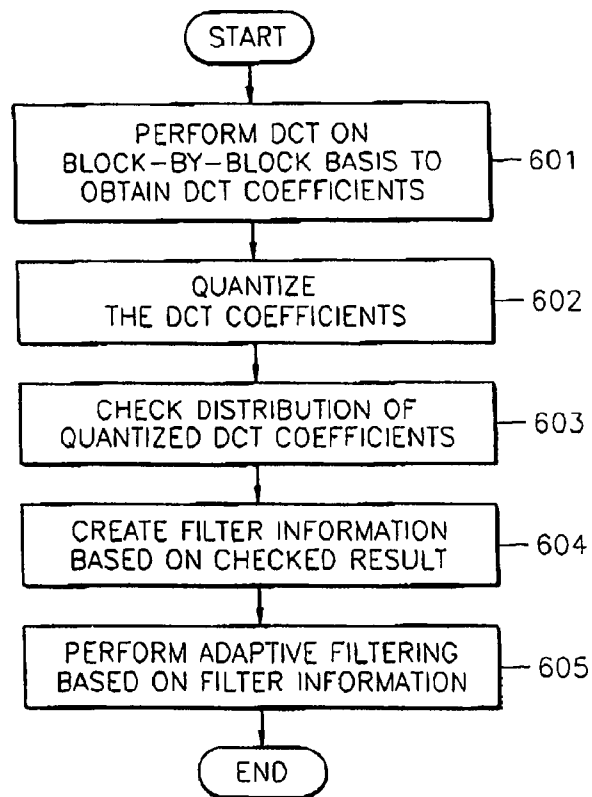 START
PERFORM DCT ON
BLOCK-BY-BLOCK BASIS TO
OBTAIN DCT COEFFICIENTS
601
QUANTIZE
THE DCT COEFFICIENTS
602
CHECK DISTRIBUTION OF
QUANTIZED DCT COEFFICIENTS
603
CREATE FILTER INFORMATION
BASED ON CHECKED RESULT
604
PERFORM ADAPTIVE FILTERING
BASED ON FILTER INFORMATION
605
END